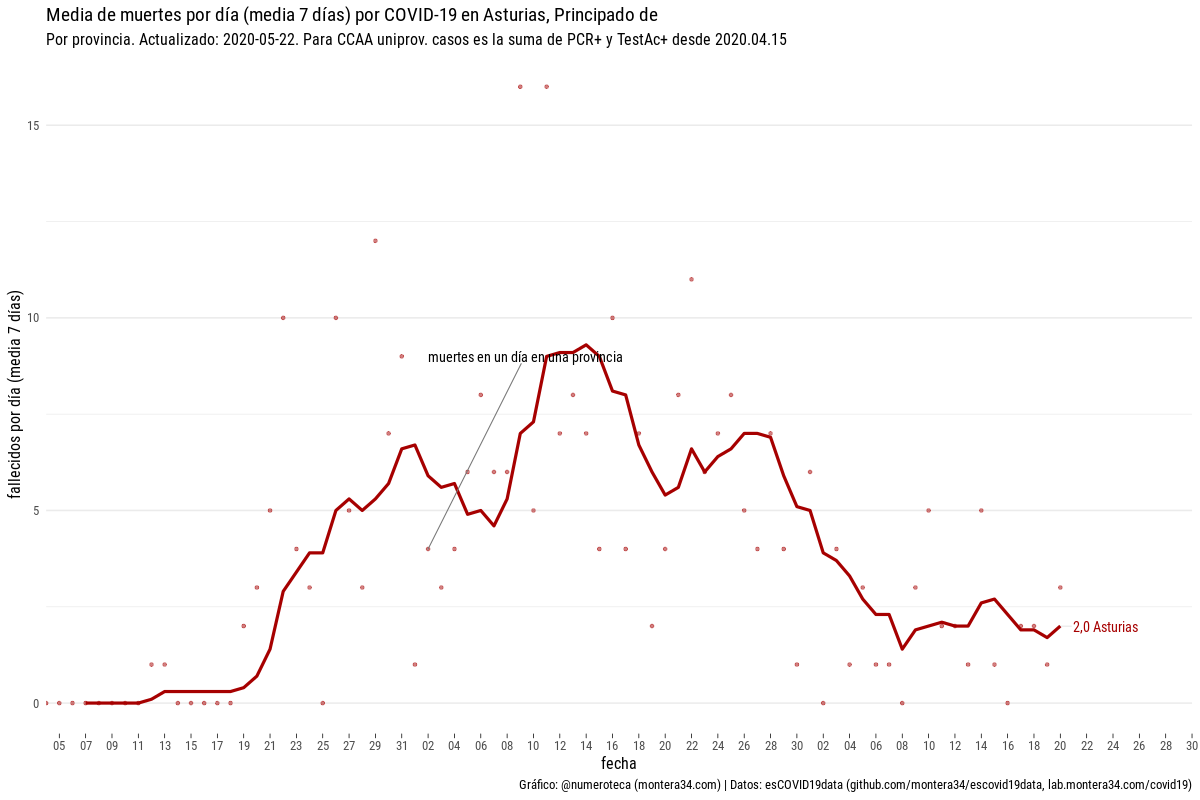 Media de muertes por día (media 7 días) por COVID-19 en Asturias, Principado de
Por provincia. Actualizado: 2020-05-22. Para CCAA uniprov. casos es la suma de PCR+ y TestAc+ desde 2020.04.15
fallecidos por día (media 7 días)
15
10
5
0
muertes en un día en una provincia
2,0 Asturias
05 07 09 11 13 15 17 19 21 23 25 27 29 31 02 04 06 08 10 12 14 16 18 20 22 24 26 28 30 02 04 06 08 10 12 14 16 18 20 22 24 26 28 30
fecha
Gráfico: @numeroteca (montera34.com) | Datos: esCOVID19data (github.com/montera34/escovid19data, lab.montera34.com/covid19)